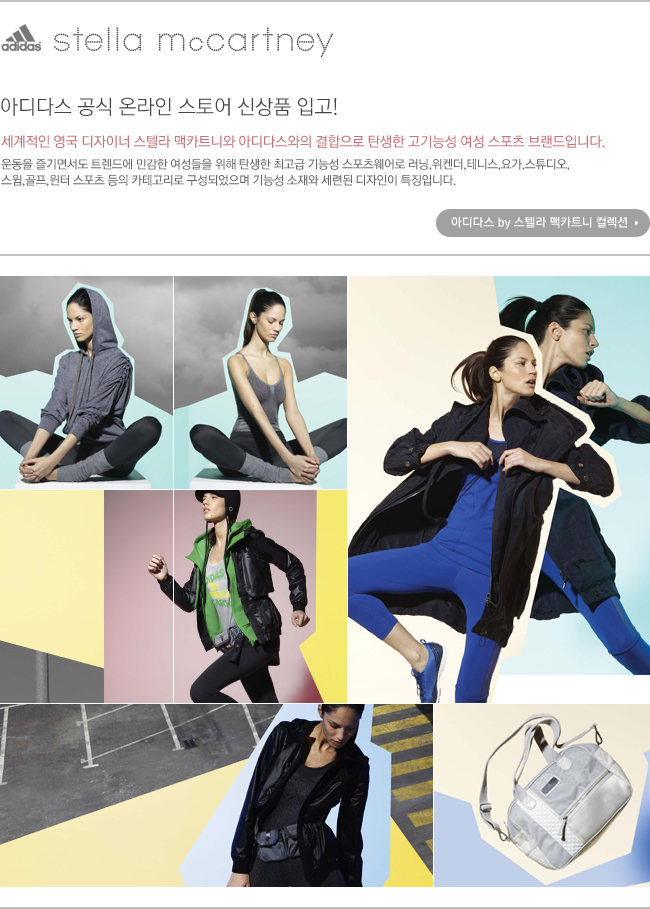 adidas stella mccartney
아디다스 공식 온라인 스토어 신상품 입고!
세계적인 영국 디자이너 스텔라 맥카트니와 아디다스와의 결합으로 탄생한 고기능성 여성 스포츠 브랜드입니다.
운동을 즐기면서도 트렌드에 민감한 여성들을 위해 탄생한 최고급 기능성 스포츠웨어로 러닝,위켄더,테니스,요가,스튜디오,
스윔,골프,윈터 스포츠 등의 카테고리로 구성되었으며 기능성 소재와 세련된 디자인이 특징입니다.
아디다스 by 스텔라 맥카트니 컬렉션